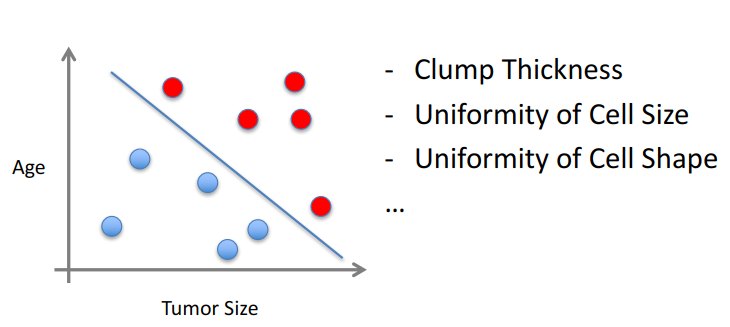 Age
Tumor Size
- Clump Thickness
- Uniformity of Cell Size
- Uniformity of Cell Shape
...